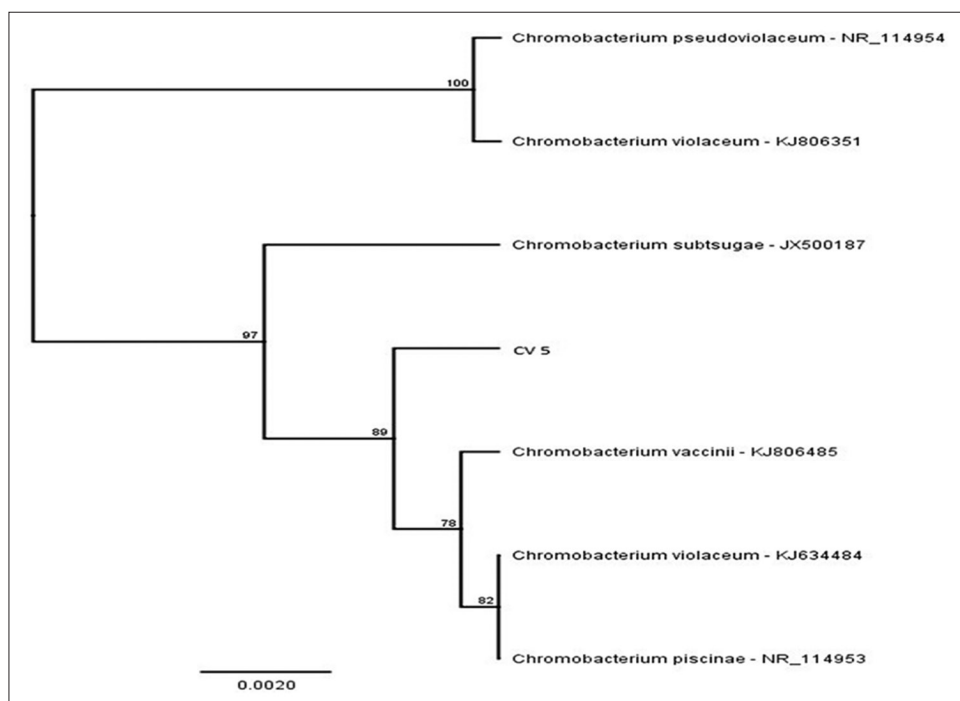 Chromobacterium pseudoviolaceum - NR_114954
100
Chromobacterium violaceum - KJ806351
Chromobacterium subtsugae - JX500187
97
CV 5
89
Chromobacterium vaccinii - KJ806485
78
Chromobacterium violaceum - KJ634484
82
Chromobacterium piscinae - NR_114953
0.0020